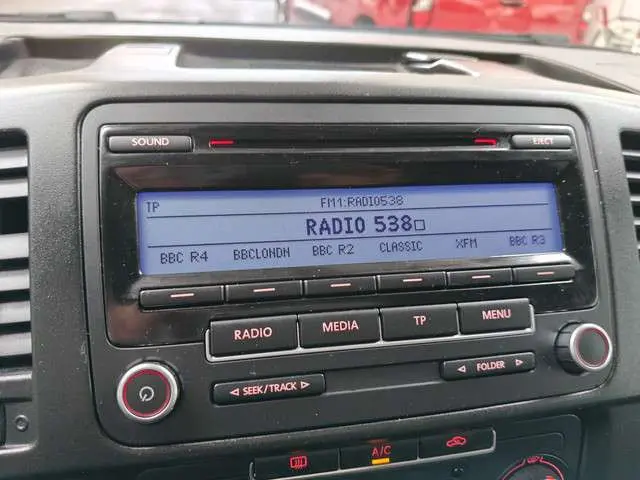 SOUND
EJECT
TP
FM1:RADIO538
RADIO 538□
BBC R4 BBCLONDN BBC R2 CLASSIC XFM BBC R3
RADIO MEDIA TP MENU
◁ SEEK/TRACK ▷
◁ FOLDER ▷
A/C